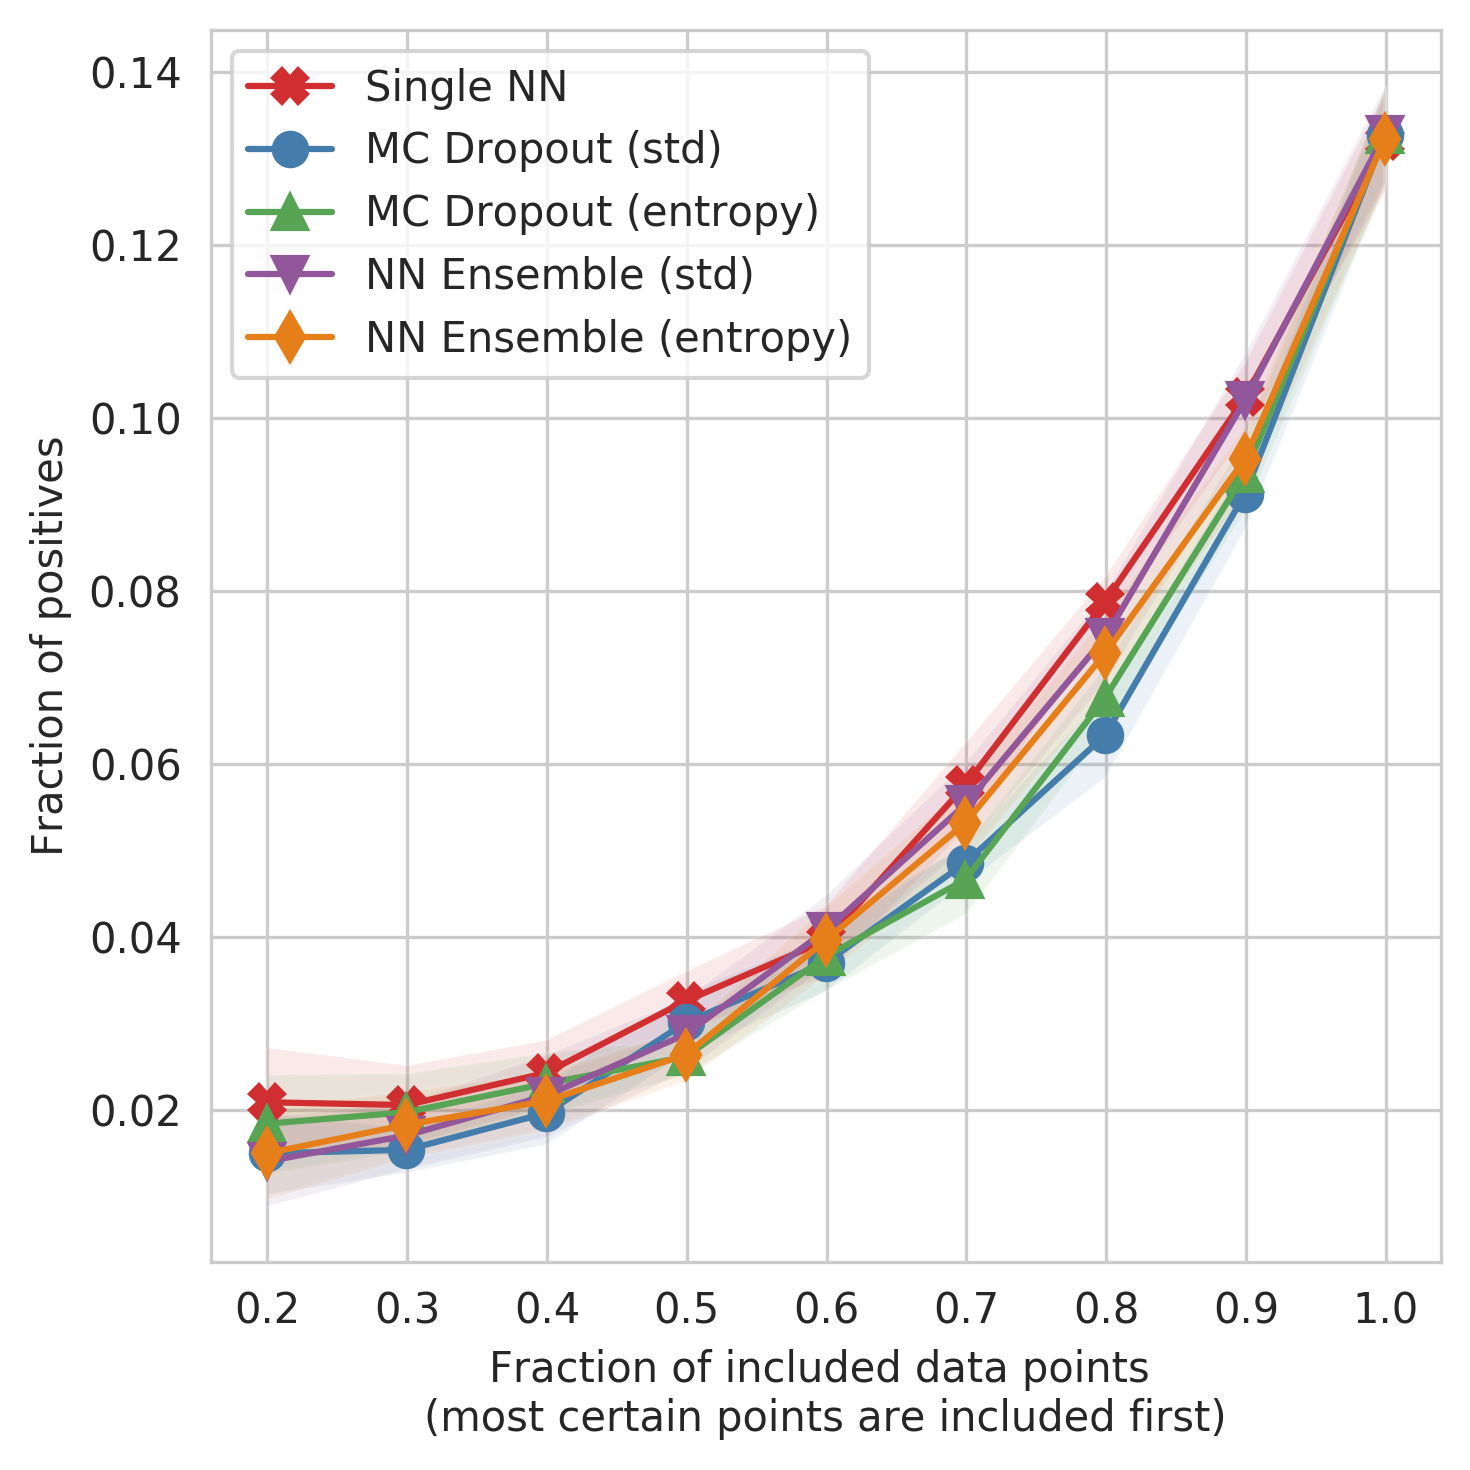 Single NN
MC Dropout (std)
MC Dropout (entropy)
NN Ensemble (std)
NN Ensemble (entropy)
0.14
0.12
0.10
0.08
0.06
0.04
0.02
Fraction of positives
0.2 0.3 0.4 0.5 0.6 0.7 0.8 0.9 1.0
Fraction of included data points
(most certain points are included first)